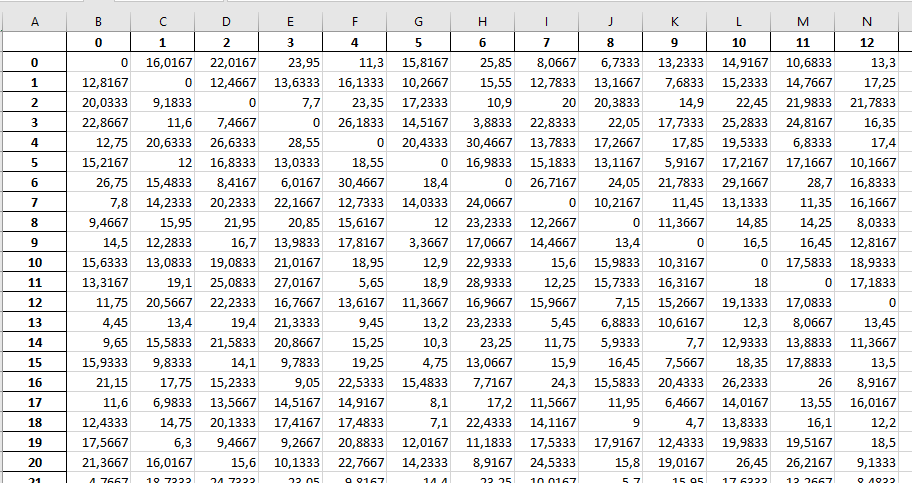 A B C D E F G H I J K L M N
0 1 2 3 4 5 6 7 8 9 10 11 12
0 0 16,0167 22,0167 23,95 11,3 15,8167 25,85 8,0667 6,7333 13,2333 14,9167 10,6833 13,3
1 12,8167 0 12,4667 13,6333 16,1333 10,2667 15,55 12,7833 13,1667 7,6833 15,2333 14,7667 17,25
2 20,0333 9,1833 0 7,7 23,35 17,2333 10,9 20 20,3833 14,9 22,45 21,9833 21,7833
3 22,8667 11,6 7,4667 0 26,1833 14,5167 3,8833 22,8333 22,05 17,7333 25,2833 24,8167 16,35
4 12,75 20,6333 26,6333 28,55 0 20,4333 30,4667 13,7833 17,2667 17,85 19,5333 6,8333 17,4
5 15,2167 12 16,8333 13,0333 18,55 0 16,9833 15,1833 13,1167 5,9167 17,2167 17,1667 10,1667
6 26,75 15,4833 8,4167 6,0167 30,4667 18,4 0 26,7167 24,05 21,7833 29,1667 28,7 16,8333
7 7,8 14,2333 20,2333 22,1667 12,7333 14,0333 24,0667 0 10,2167 11,45 13,1333 11,35 16,1667
8 9,4667 15,95 21,95 20,85 15,6167 12 23,2333 12,2667 0 11,3667 14,85 14,25 8,0333
9 14,5 12,2833 16,7 13,9833 17,8167 3,3667 17,0667 14,4667 13,4 0 16,5 16,45 12,8167
10 15,6333 13,0833 19,0833 21,0167 18,95 12,9 22,9333 15,6 15,9833 10,3167 0 17,5833 18,9333
11 13,3167 19,1 25,0833 27,0167 5,65 18,9 28,9333 12,25 15,7333 16,3167 18 0 17,1833
12 11,75 20,5667 22,2333 16,7667 13,6167 11,3667 16,9667 15,9667 7,15 15,2667 19,1333 17,0833 0
13 4,45 13,4 19,4 21,3333 9,45 13,2 23,2333 5,45 6,8833 10,6167 12,3 8,0667 13,45
14 9,65 15,5833 21,5833 20,8667 15,25 10,3 23,25 11,75 5,9333 7,7 12,9333 13,8833 11,3667
15 15,9333 9,8333 14,1 9,7833 19,25 4,75 13,0667 15,9 16,45 7,5667 18,35 17,8833 13,5
16 21,15 17,75 15,2333 9,05 22,5333 15,4833 7,7167 24,3 15,5833 20,4333 26,2333 26 8,9167
17 11,6 6,9833 13,5667 14,5167 14,9167 8,1 17,2 11,5667 11,95 6,4667 14,0167 13,55 16,0167
18 12,4333 14,75 20,1333 17,4167 17,4833 7,1 22,4333 14,1167 9 4,7 13,8333 16,1 12,2
19 17,5667 6,3 9,4667 9,2667 20,8833 12,0167 11,1833 17,5333 17,9167 12,4333 19,9833 19,5167 18,5
20 21,3667 16,0167 15,6 10,1333 22,7667 14,2333 8,9167 24,5333 15,8 19,0167 26,45 26,2167 9,1333